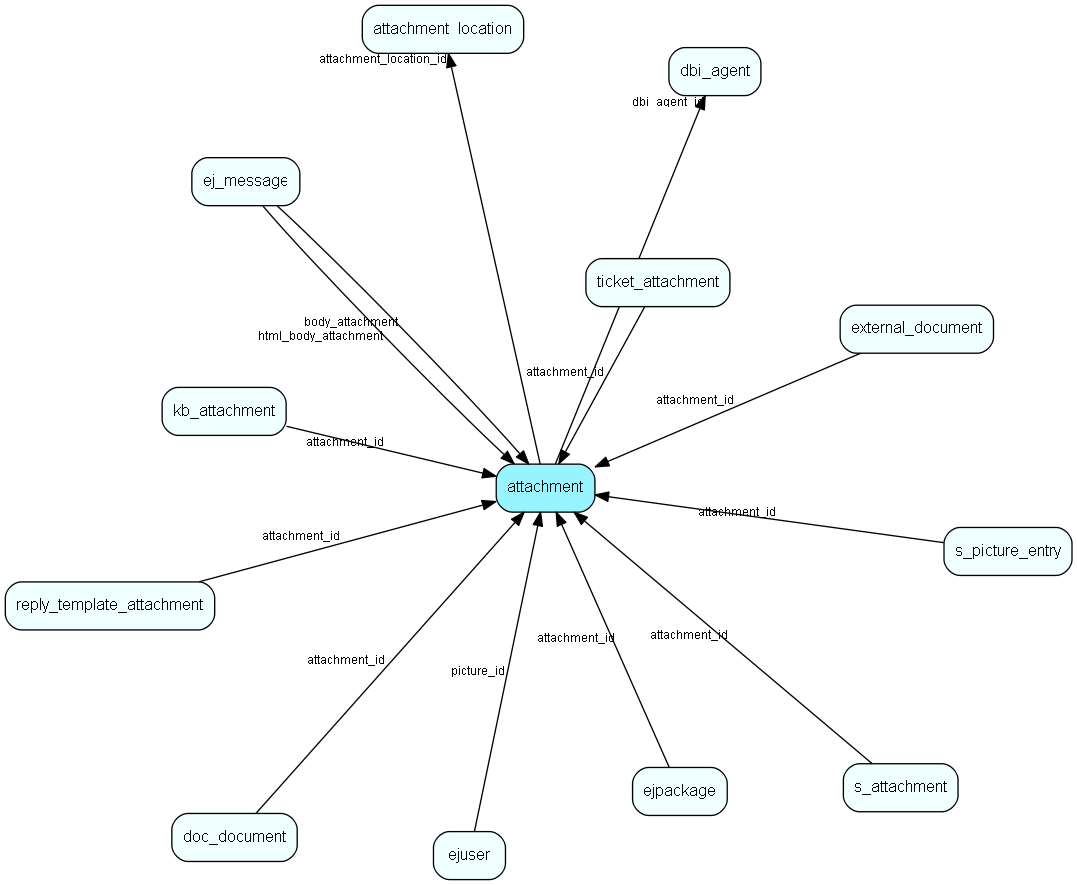 attachment_location
attachment_location_id
dbi_agent
dbi_agent_id
ej_message
ticket_attachment
external_document
body_attachment
html_body_attachment
attachment_id
attachment_id
kb_attachment
attachment_id
attachment
attachment_id
attachment_id
s_picture_entry
reply_template_attachment
attachment_id
attachment_id
attachment_id
picture_id
ejpackage
s_attachment
doc_document
ejuser